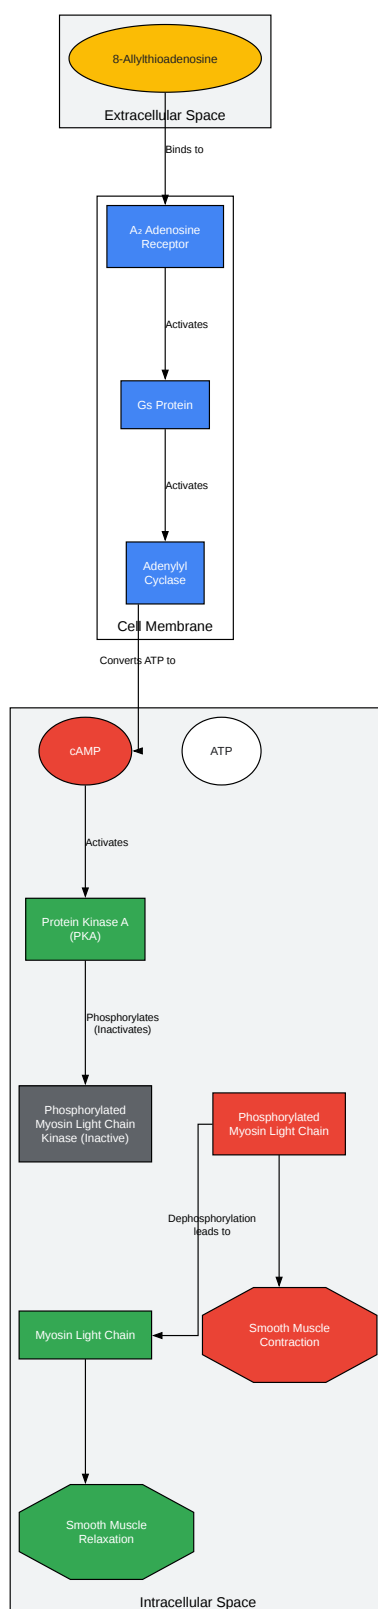 8-Allylthioadenosine
Extracellular Space
Binds to
A₂ Adenosine
Receptor
Activates
Gs Protein
Activates
Adenylyl
Cyclase
Cell Membrane
Converts ATP to
cAMP
ATP
Activates
Protein Kinase A
(PKA)
Phosphorylates
(Inactivates)
Phosphorylated
Myosin Light Chain
Kinase (Inactive)
Phosphorylated
Myosin Light Chain
Dephosphorylation
leads to
Myosin Light Chain
Smooth Muscle
Contraction
Smooth Muscle
Relaxation
Intracellular Space